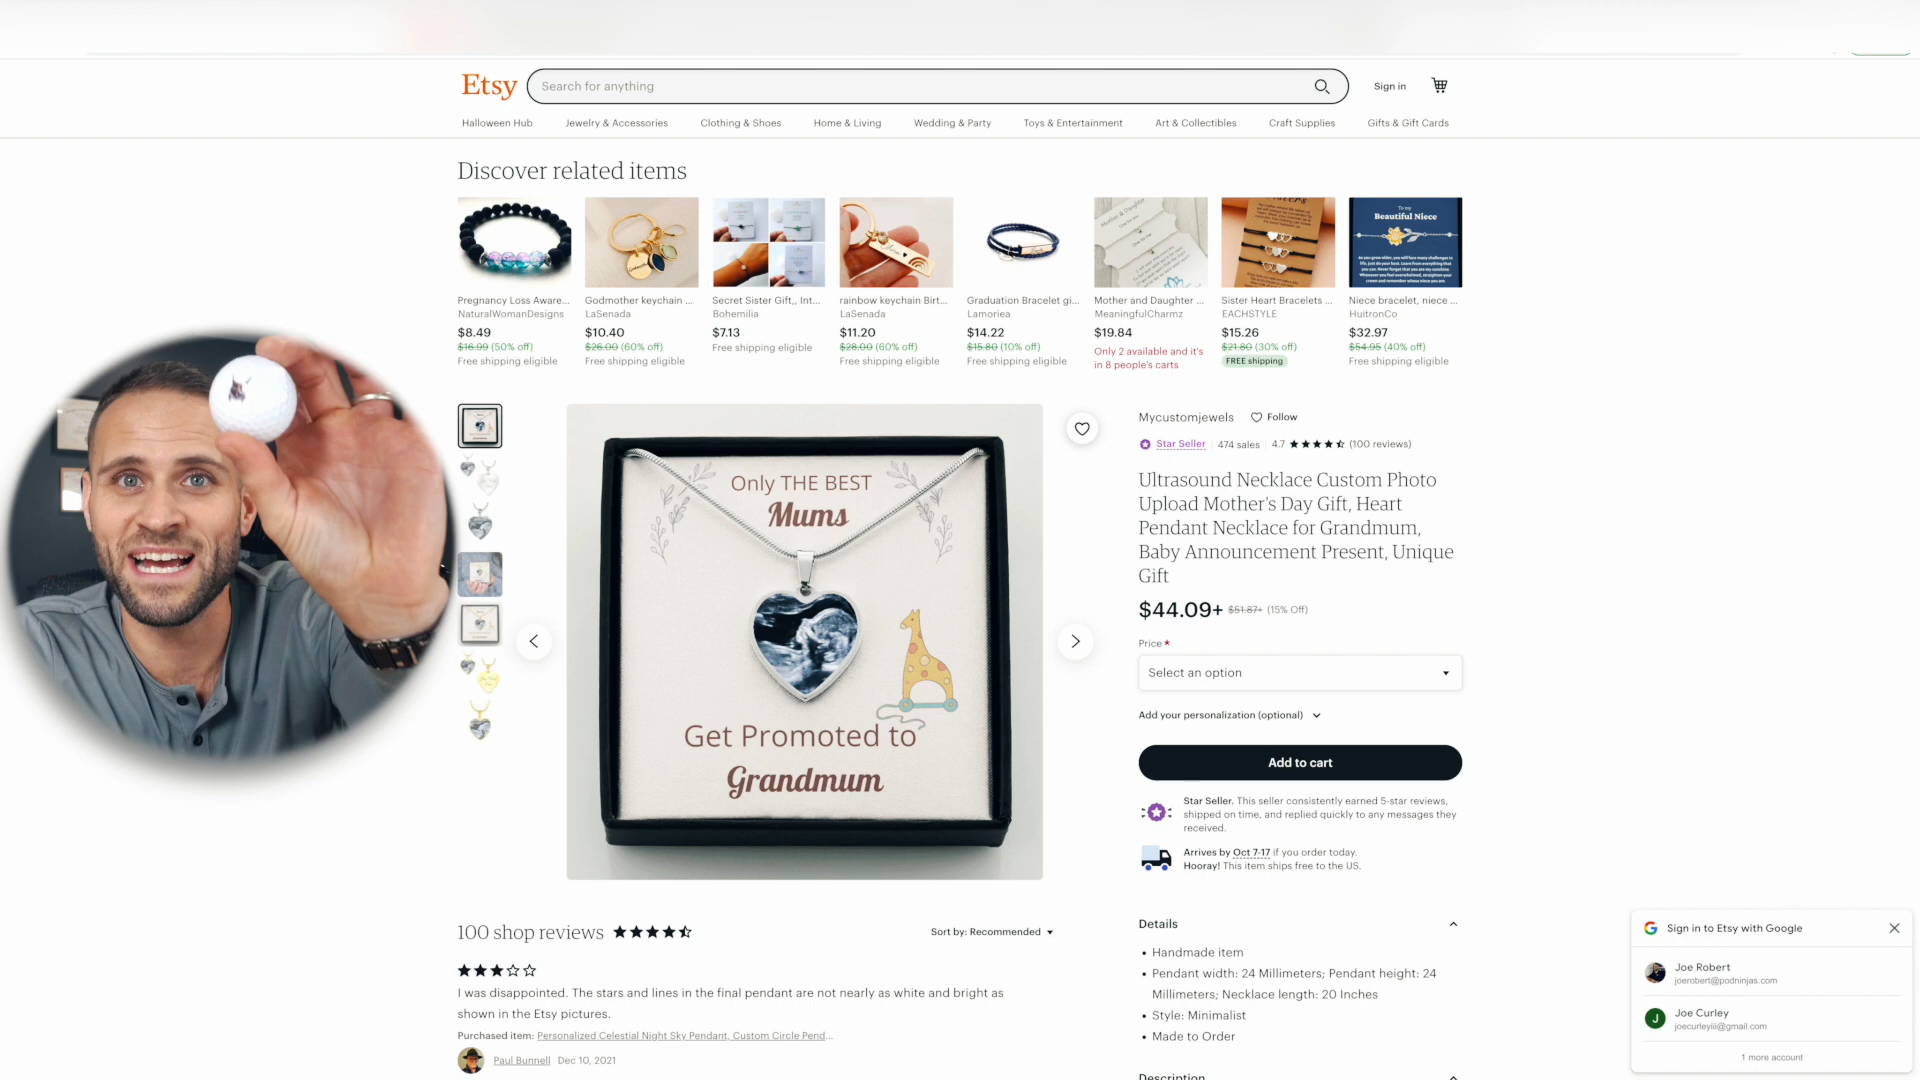 Etsy
Search for anything
Sign in
Halloween Hub
Jewelry & Accessories
Clothing & Shoes
Home & Living
Wedding & Party
Toys & Entertainment
Art & Collectibles
Craft Supplies
Gifts & Gift Cards
Discover related items
Pregnancy Loss Aware...
NaturalWomanDesigns
$8.49
$16.99 (50% off)
Free shipping eligible
Godmother keychain ...
LaSenada
$10.40
$26.00 (60% off)
Free shipping eligible
Secret Sister Gift,, Int...
Bohemilia
$7.13
Free shipping eligible
rainbow keychain Birt...
LaSenada
$11.20
$28.00 (60% off)
Free shipping eligible
Graduation Bracelet gi...
Lamoriea
$14.22
$15.80 (10% off)
Free shipping eligible
Mother and Daughter ...
MeaningfulCharmz
$19.84
Only 2 available and it's
in 8 people's carts
Sister Heart Bracelets ...
EACHSTYLE
$15.26
$21.80 (30% off)
FREE shipping
To my
Beautiful Niece
Niece bracelet, niece ...
HuitronCo
$32.97
$54.95 (40% off)
Free shipping eligible
Only THE BEST
Mums
Get Promoted to
Grandmum
Mycustomjewels
Follow
Star Seller
474 sales
4.7
(100 reviews)
Ultrasound Necklace Custom Photo
Upload Mother's Day Gift, Heart
Pendant Necklace for Grandmum,
Baby Announcement Present, Unique
Gift
$44.09+ $51.87+ (15% Off)
Price *
Select an option
Add your personalization (optional)
Add to cart
Star Seller. This seller consistently earned 5-star reviews,
shipped on time, and replied quickly to any messages they
received.
Arrives by Oct 7-17 if you order today.
Hooray! This item ships free to the US.
100 shop reviews
Sort by: Recommended
I was disappointed. The stars and lines in the final pendant are not nearly as white and bright as
shown in the Etsy pictures.
Purchased item: Personalized Celestial Night Sky Pendant, Custom Circle Pend...
Paul Bunnell Dec 10, 2021
Details
• Handmade item
• Pendant width: 24 Millimeters; Pendant height: 24
Millimeters; Necklace length: 20 Inches
• Style: Minimalist
• Made to Order
Description
Sign in to Etsy with Google
Joe Robert
joerobert@podninjas.com
J
Joe Curley
joecurleyiii@gmail.com
1 more account